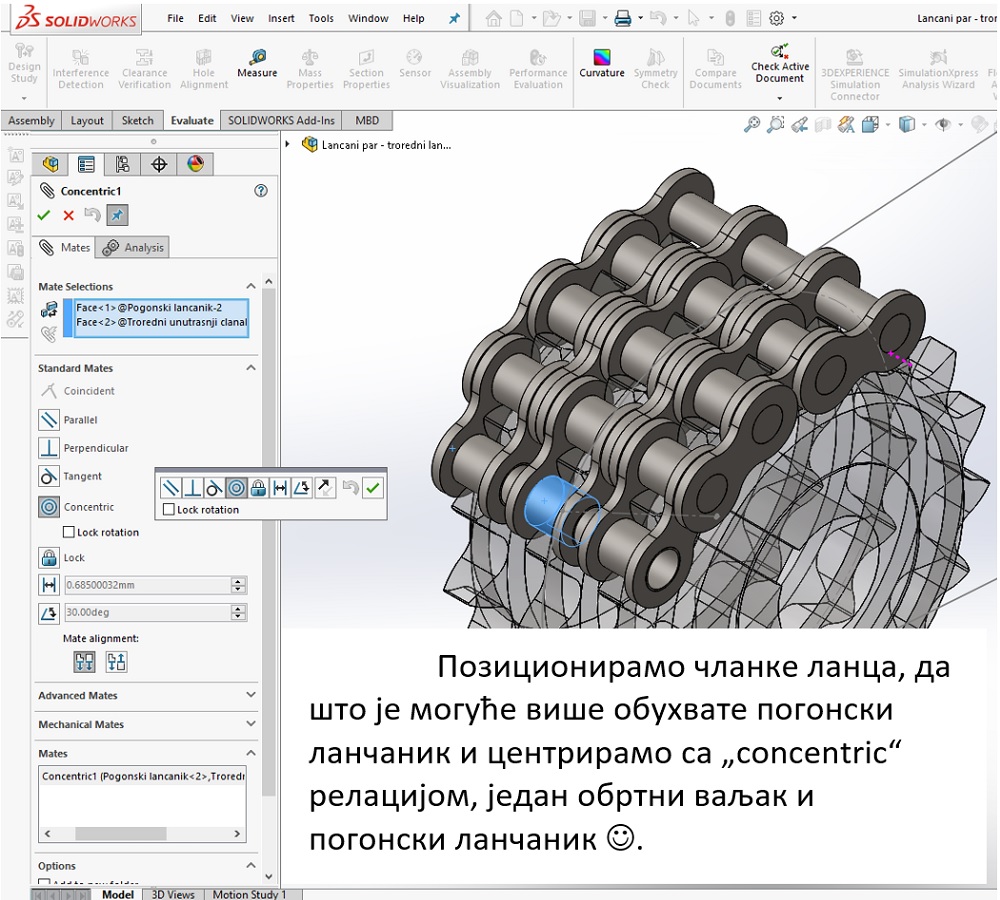 SOLIDWORKS
File Edit View Insert Tools Window Help
Lancani par - tro
Design Study
Interference Detection
Clearance Verification
Hole Alignment
Measure
Mass Properties
Section Properties
Sensor
Assembly Visualization
Performance Evaluation
Curvature
Symmetry Check
Compare Documents
Check Active Document
3DEXPERIENCE Simulation Connector
SimulationXpress Analysis Wizard
Assembly Layout Sketch Evaluate SOLIDWORKS Add-Ins MBD
Lancani par - troredni lan...
Concentric1
Mates Analysis
Mate Selections
Face<1>@Pogonski lancanik-2
Face<2>@Troredni unutrasnji clanal
Standard Mates
Coincident
Parallel
Perpendicular
Tangent
Concentric
Lock rotation
Lock
0.68500032mm
30.00deg
Mate alignment:
Advanced Mates
Mechanical Mates
Mates
Concentric1 (Pogonski lancanik<2>,Trored
Options
Add to new folder
Model 3D Views Motion Study 1
Lock rotation
Позиционирамо чланке ланца, да
што је могуће више обухвате погонски
ланчаник и центрирамо са „concentric“
релацијом, један обртни ваљак и
погонски ланчаник ☺.